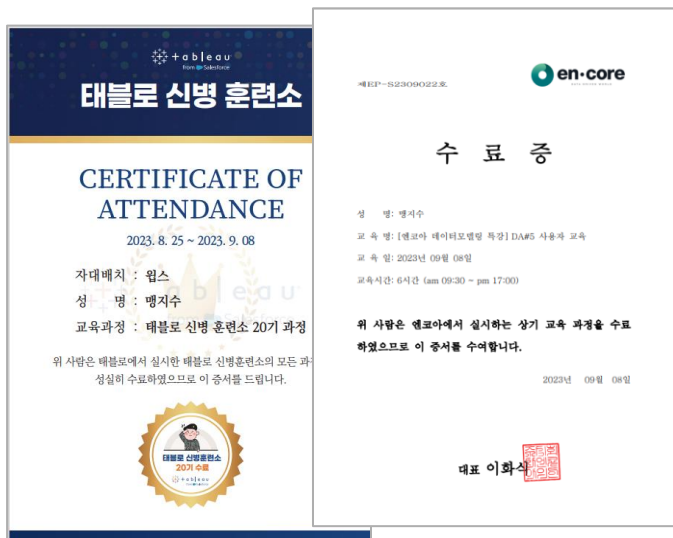 + a b | e a u
from Salesforce
태블로 신병 훈련소
CERTIFICATE OF
ATTENDANCE
2023. 8. 25 ~ 2023. 9. 08
자대배치 : 윕스
성 명 : 맹지수
교육과정 : 태블로 신병 훈련소 20기 과정
위 사람은 태블로에서 실시한 태블로 신병훈련소의 모든 과
성실히 수료하였으므로 이 증서를 드립니다.
태블로 신병훈련소
20기 수료
+ a b | e a u
제EP-S2309022호
en·core
수 료 증
성 명: 맹지수
교 육 명: [엔코아 데이터모델링 특강] DA#5 사용자 교육
교 육 일: 2023년 09월 08일
교육시간: 6시간 (am 09:30 ~ pm 17:00)
위 사람은 엔코아에서 실시하는 상기 교육 과정을 수료
하였으므로 이 증서를 수여합니다.
2023년 09월 08일
대표 이화식